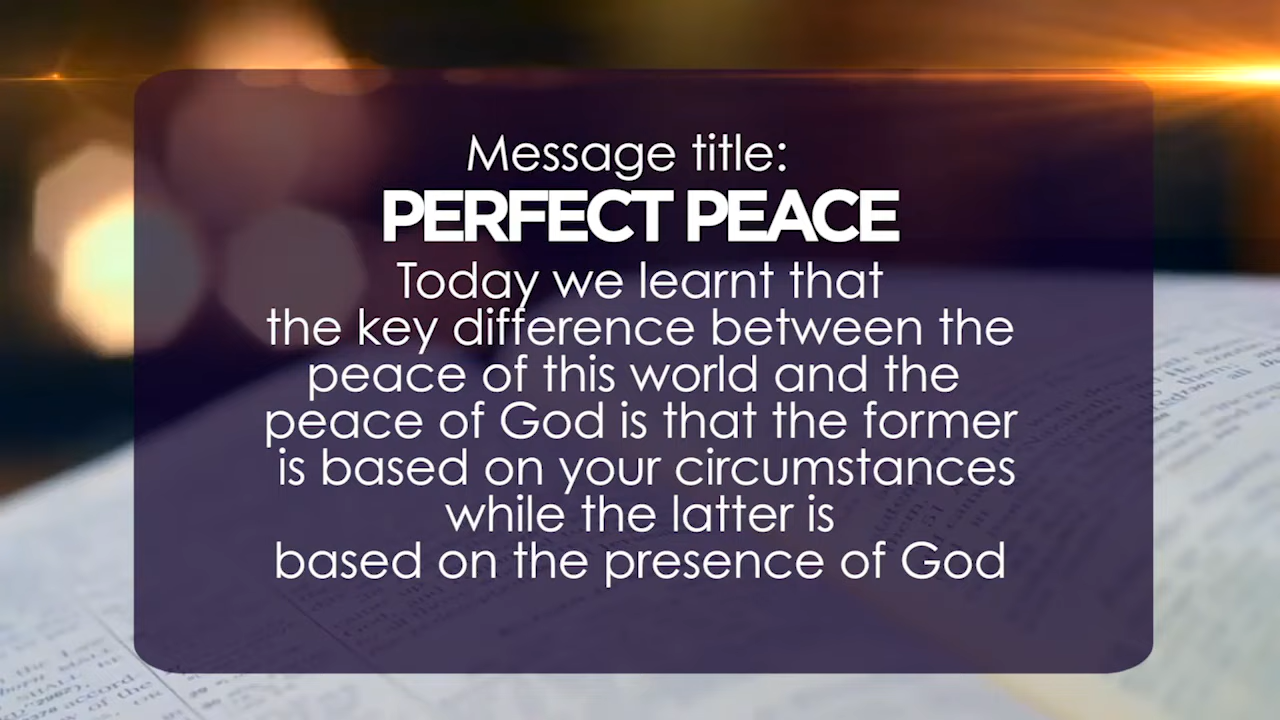 Message title:
PERFECT PEACE
Today we learnt that
the key difference between the
peace of this world and the
peace of God is that the former
is based on your circumstances
while the latter is
based on the presence of God